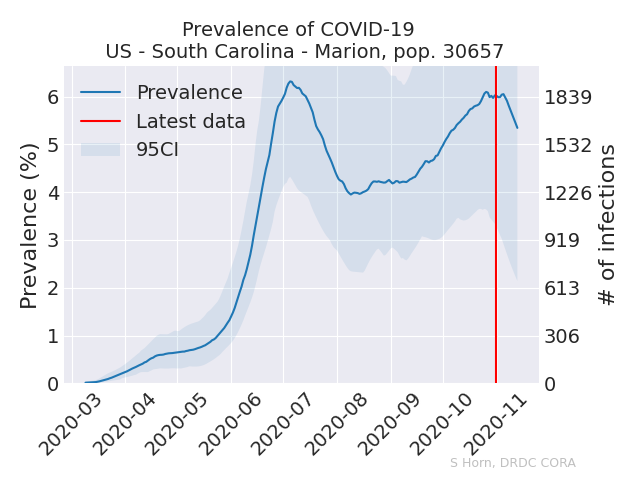 Prevalence of COVID-19
US - South Carolina - Marion, pop. 30657
Prevalence
Latest data
95CI
Prevalence (%)
6
5
4
3
2
1
0
1839
1532
1226
919
613
306
0
# of infections
2020-03
2020-04
2020-05
2020-06
2020-07
2020-08
2020-09
2020-10
2020-11
S Horn, DRDC CORA